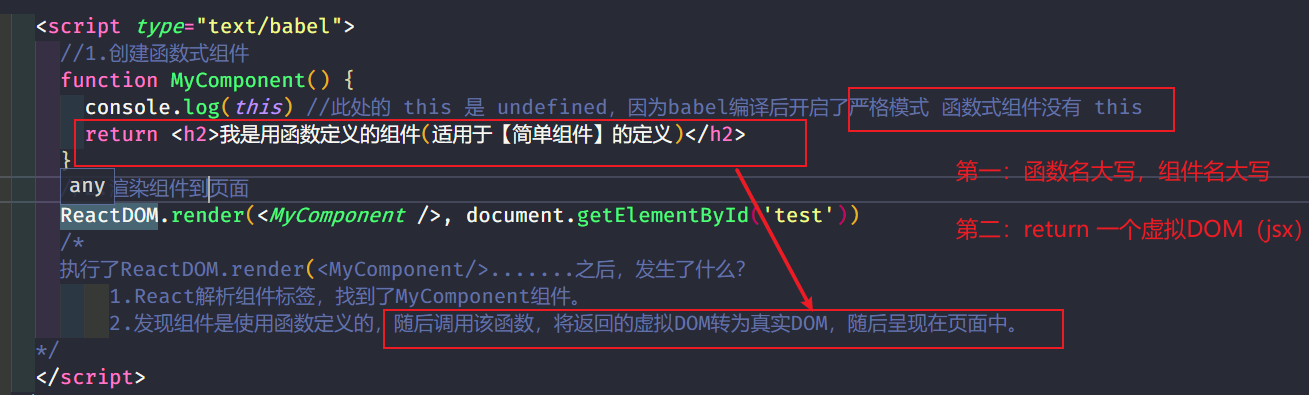 <script type="text/babel">
//1.创建函数式组件
function MyComponent() {
console.log(this) //此处的 this 是 undefined，因为babel编译后开启了严格模式 函数式组件没有 this
return <h2>我是用函数定义的组件(适用于【简单组件】的定义)</h2>
}
第一：函数名大写，组件名大写
any 渲染组件到页面
ReactDOM.render(<MyComponent />, document.getElementById('test'))
第二：return 一个虚拟DOM（jsx）
/*
执行了ReactDOM.render(<MyComponent/>.......之后，发生了什么？
1.React解析组件标签，找到了MyComponent组件。
2.发现组件是使用函数定义的，随后调用该函数，将返回的虚拟DOM转为真实DOM，随后呈现在页面中。
*/
</script>